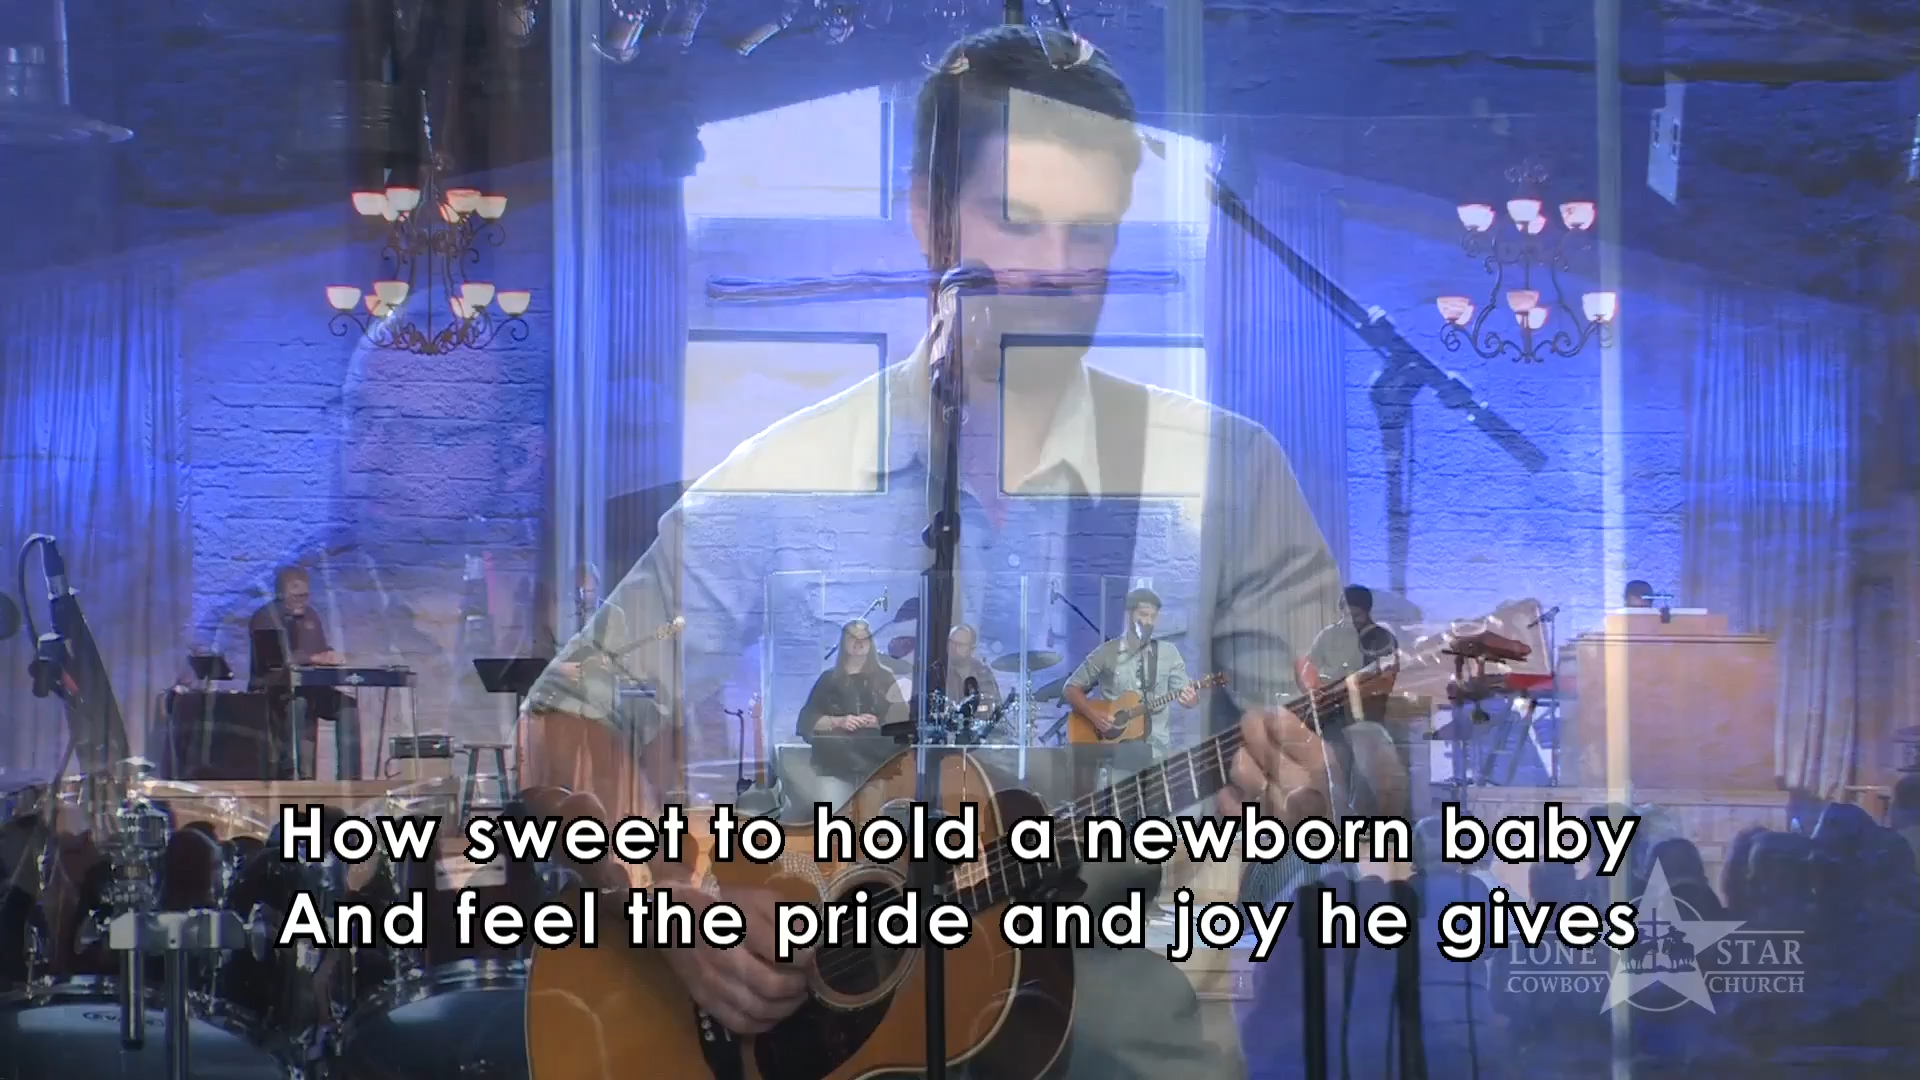 How sweet to hold a newborn baby
And feel the pride and joy he gives
LONE STAR
COWBOY CHURCH